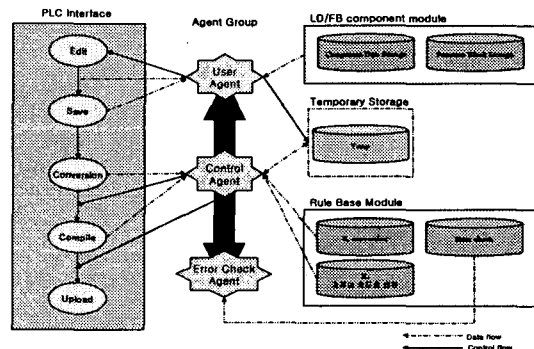 PLC Interface
Agent Group
LD/FB component module
Edit
User
Agent
Save
Temporary Storage
Temp
Conversion
Control
Agent
Compile
Rule Base Module
Error Check
Agent
Upload
Data flow
Control flow